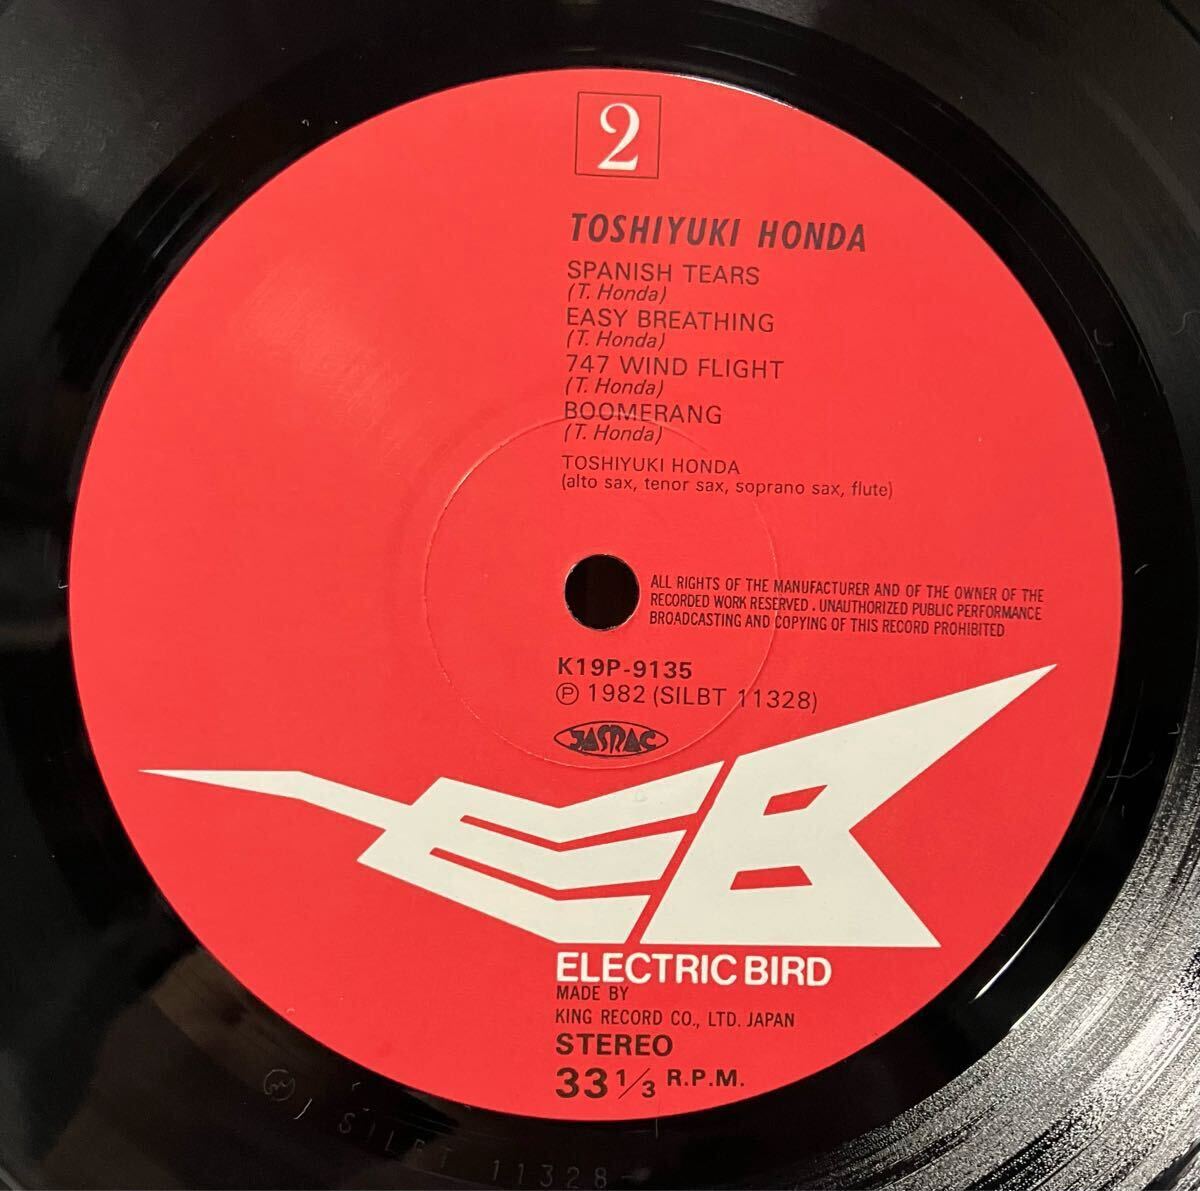 2
TOSHIYUKI HONDA
SPANISH TEARS
(T. Honda)
EASY BREATHING
(T. Honda)
747 WIND FLIGHT
(T. Honda)
BOOMERANG
(T. Honda)
TOSHIYUKI HONDA
(alto sax, tenor sax, soprano sax, flute)
ALL RIGHTS OF THE MANUFACTURER AND OF THE OWNER OF THE
RECORDED WORK RESERVED. UNAUTHORIZED PUBLIC PERFORMANCE
BROADCASTING AND COPYING OF THIS RECORD PROHIBITED
K19P-9135
℗ 1982 (SILBT 11328)
JASRAC
EB
ELECTRIC BIRD
MADE BY
KING RECORD CO., LTD. JAPAN
STEREO
33 1/3 R.P.M.
SILBT 11328